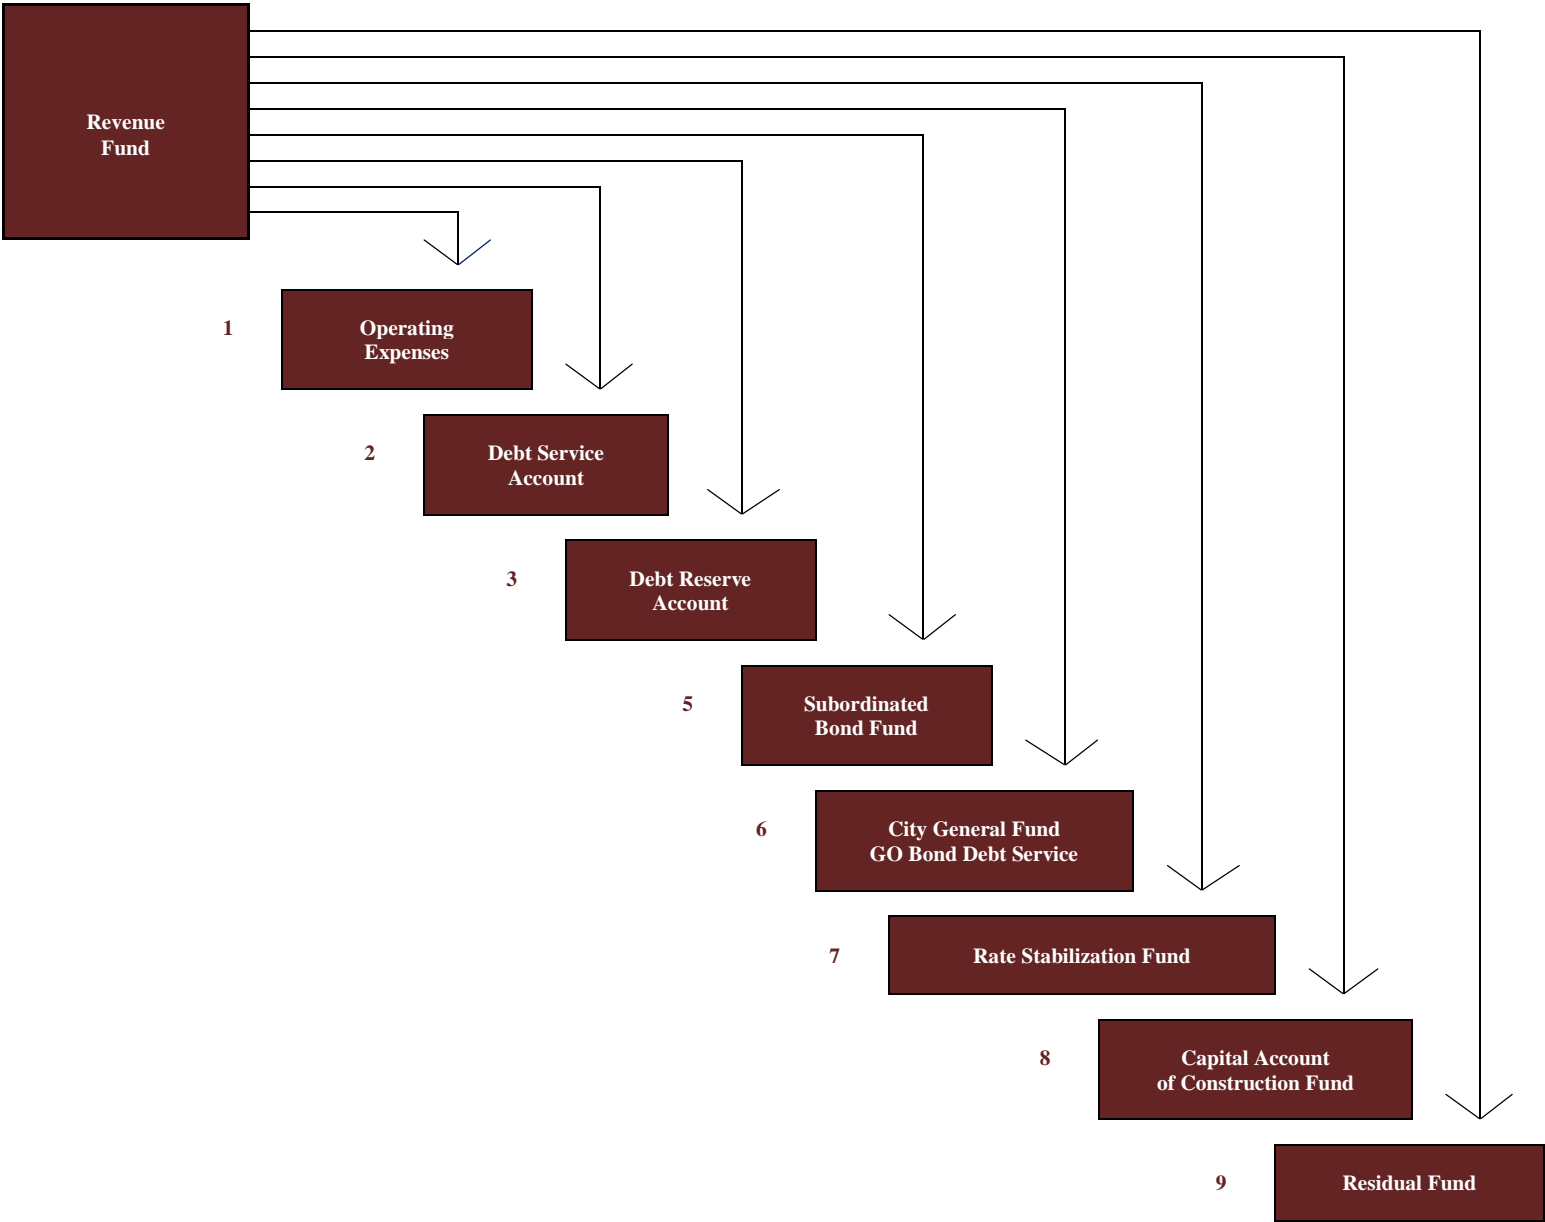 Revenue
Fund
1
Operating
Expenses
2
Debt Service
Account
3
Debt Reserve
Account
5
Subordinated
Bond Fund
6
City General Fund
GO Bond Debt Service
7
Rate Stabilization Fund
8
Capital Account
of Construction Fund
9
Residual Fund